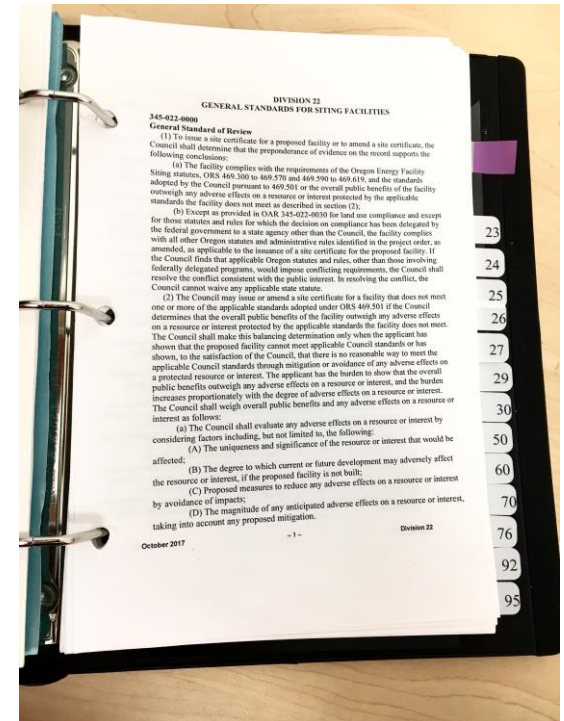 DIVISION 22
GENERAL STANDARDS FOR SITING FACILITIES
345-022-0000
General Standard of Review
(1) To issue a site certificate for a proposed facility or to amend a site certificate, the
Council shall determine that the preponderance of evidence on the record supports the
following conclusions:
(a) The facility complies with the requirements of the Oregon Energy Facility
Siting statutes, ORS 469.300 to 469.570 and 469.590 to 469.619, and the standards
adopted by the Council pursuant to 469.501 or the overall public benefits of the facility
outweigh any adverse effects on a resource or interest protected by the applicable
standards the facility does not meet as described in section (2);
(b) Except as provided in OAR 345-022-0030 for land use compliance and except
for those statutes and rules for which the decision on compliance has been delegated by
the federal government to a state agency other than the Council, the facility complies
with all other Oregon statutes and administrative rules identified in the project order, as
amended, as applicable to the issuance of a site certificate for the proposed facility. If
the Council finds that applicable Oregon statutes and rules, other than those involving
federally delegated programs, would impose conflicting requirements, the Council shall
resolve the conflict consistent with the public interest. In resolving the conflict, the
Council cannot waive any applicable state statute.
(2) The Council may issue or amend a site certificate for a facility that does not meet
one or more of the applicable standards adopted under ORS 469.501 if the Council
determines that the overall public benefits of the facility outweigh any adverse effects
on a resource or interest protected by the applicable standards the facility does not meet.
The Council shall make this balancing determination only when the applicant has
shown that the proposed facility cannot meet applicable Council standards or has
shown, to the satisfaction of the Council, that there is no reasonable way to meet the
applicable Council standards through mitigation or avoidance of any adverse effects on
a protected resource or interest. The applicant has the burden to show that the overall
public benefits outweigh any adverse effects on a resource or interest, and the burden
increases proportionately with the degree of adverse effects on a resource or interest.
The Council shall weigh overall public benefits and any adverse effects on a resource or
interest as follows:
(a) The Council shall evaluate any adverse effects on a resource or interest by
considering factors including, but not limited to, the following:
(A) The uniqueness and significance of the resource or interest that would be
affected;
(B) The degree to which current or future development may adversely affect
the resource or interest, if the proposed facility is not built;
(C) Proposed measures to reduce any adverse effects on a resource or interest
by avoidance of impacts;
(D) The magnitude of any anticipated adverse effects on a resource or interest,
taking into account any proposed mitigation.
October 2017
-1-
Division 22
23
24
25
26
27
29
30
50
60
70
76
92
95